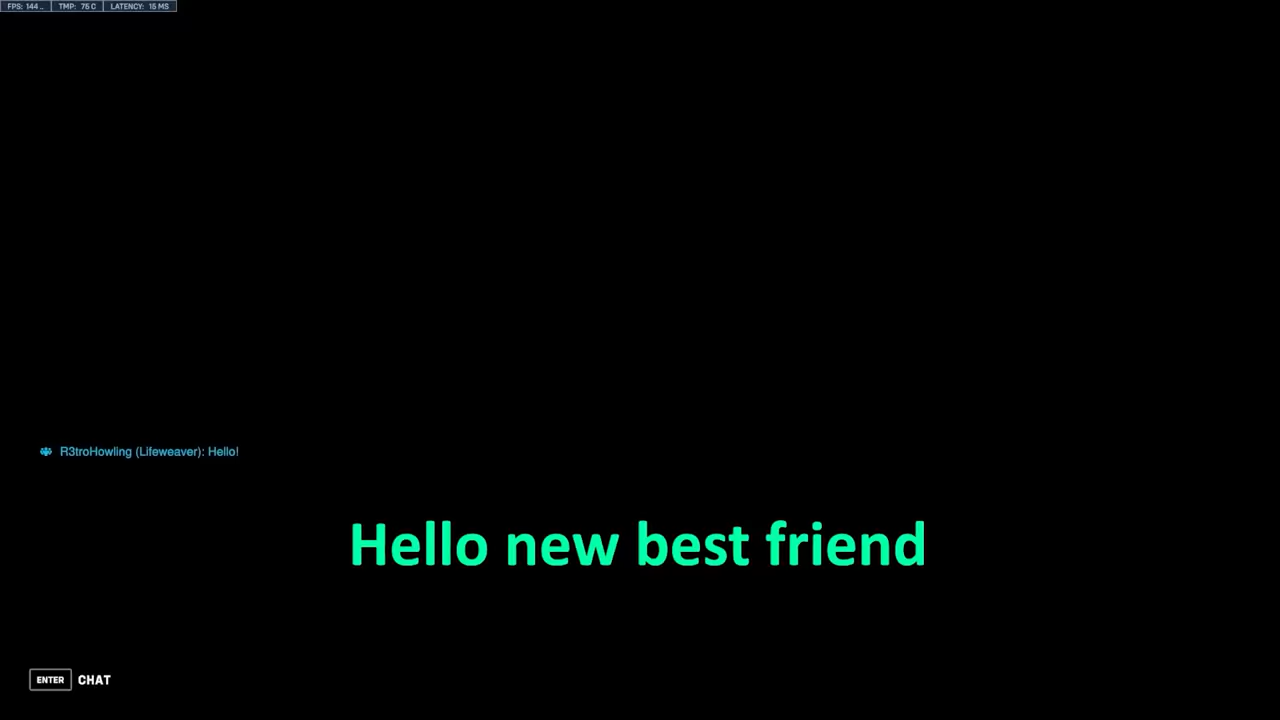 FPS: 144 .. TMP: 75 C LATENCY: 15 MS
R3troHowling (Lifeweaver): Hello!
Hello new best friend
ENTER CHAT